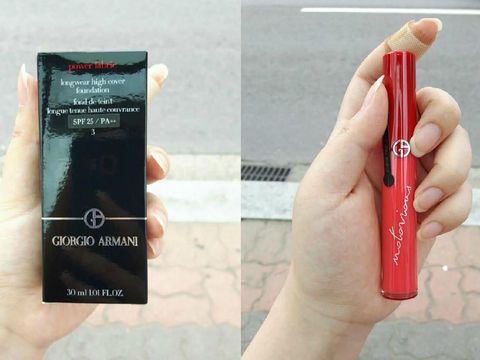 power fabric
longwear high cover
foundation
fond de teint
longue tenue haute couvrance
SPF 25 / PA++
3
GIORGIO ARMANI
30 ml 1.01 FL.OZ.